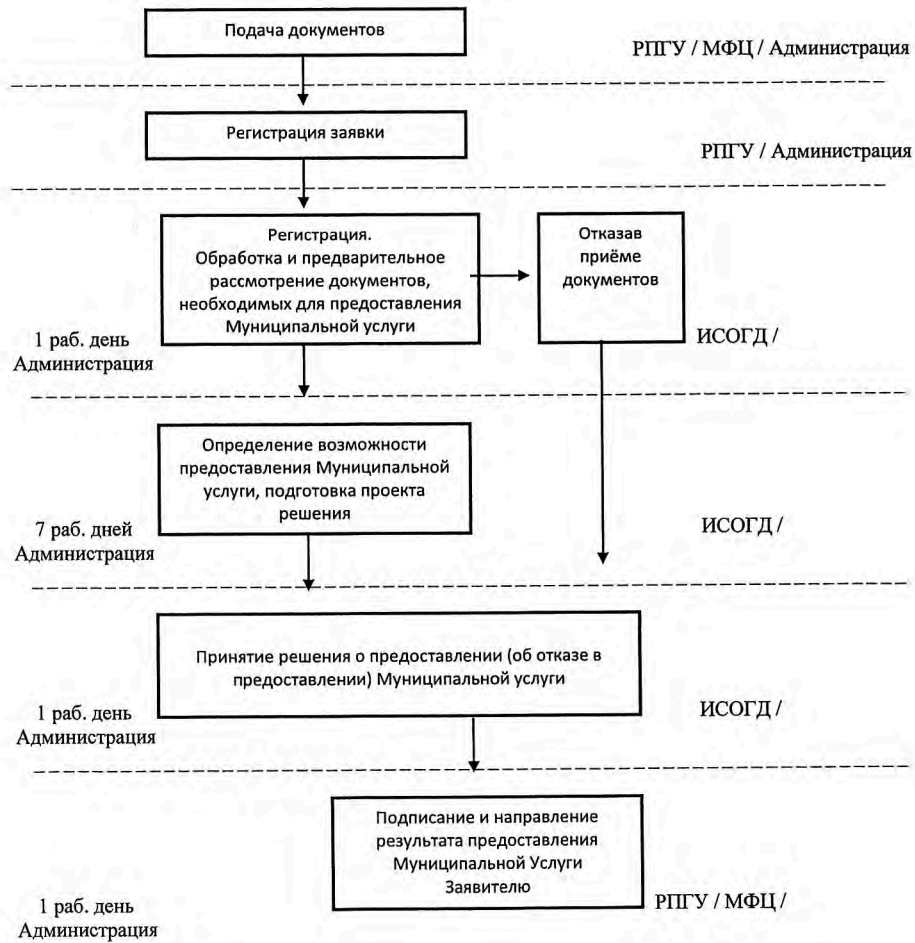 Подача документов
РПГУ / МФЦ / Администрация
Регистрация заявки
РПГУ / Администрация
Регистрация.
Обработка и предварительное
рассмотрение документов,
необходимых для предоставления
Муниципальной услуги
Отказав
приёме
документов
1 раб. день
Администрация
ИСОГД /
Определение возможности
предоставления Муниципальной
услуги, подготовка проекта
решения
7 раб. дней
Администрация
ИСОГД /
Принятие решения о предоставлении (об отказе в
предоставлении) Муниципальной услуги
1 раб. день
Администрация
ИСОГД /
Подписание и направление
результата предоставления
Муниципальной Услуги
Заявителю
1 раб. день
Администрация
РПГУ / МФЦ /